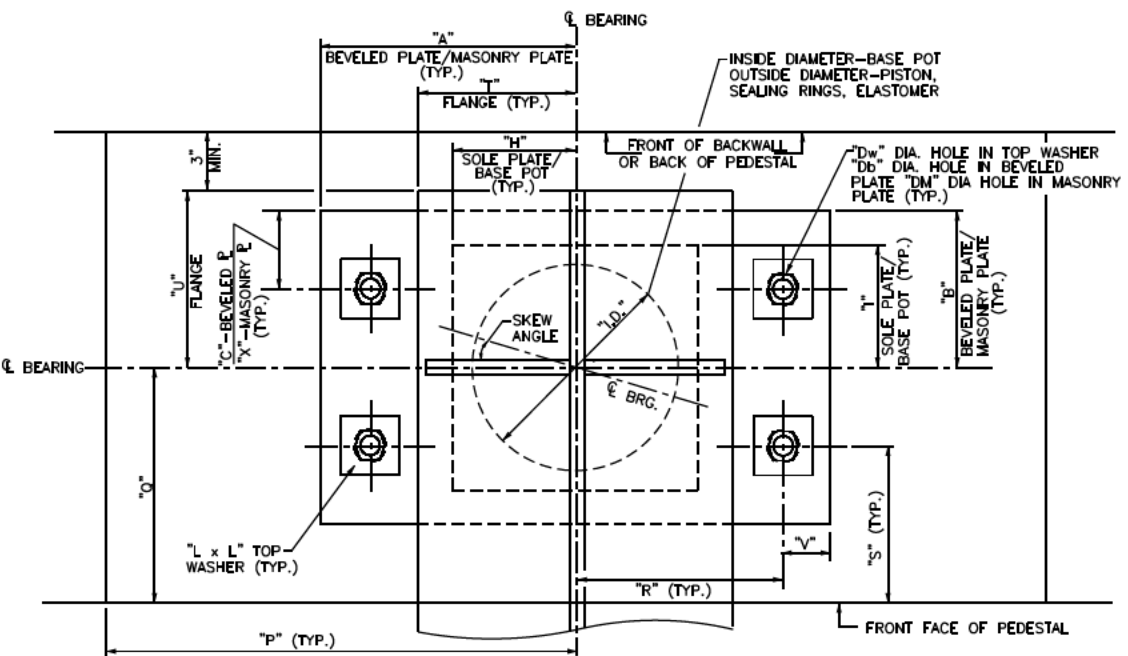 ℄ BEARING
"A"
BEVELED PLATE/MASONRY PLATE
(TYP.)
"T"
FLANGE (TYP.)
INSIDE DIAMETER-BASE POT
OUTSIDE DIAMETER-PISTON,
SEALING RINGS, ELASTOMER
3"
MIN.
"H"
SOLE PLATE/
BASE POT
(TYP.)
FRONT OF BACKWALL
OR BACK OF PEDESTAL
"Dw" DIA. HOLE IN TOP WASHER
"Db" DIA. HOLE IN BEVELED
PLATE "DM" DIA HOLE IN MASONRY
PLATE (TYP.)
"U"
FLANGE
"C"-BEVELED ℄
"X"-MASONRY ℄
(TYP.)
SKEW
ANGLE
"I.D."
"I"
SOLE PLATE/
BASE POT (TYP.)
"B"
BEVELED PLATE/
MASONRY PLATE
(TYP.)
℄ BEARING
℄ BRG.
"Q"
"L x L" TOP
WASHER (TYP.)
"R" (TYP.)
"V"
"S" (TYP.)
"P" (TYP.)
FRONT FACE OF PEDESTAL